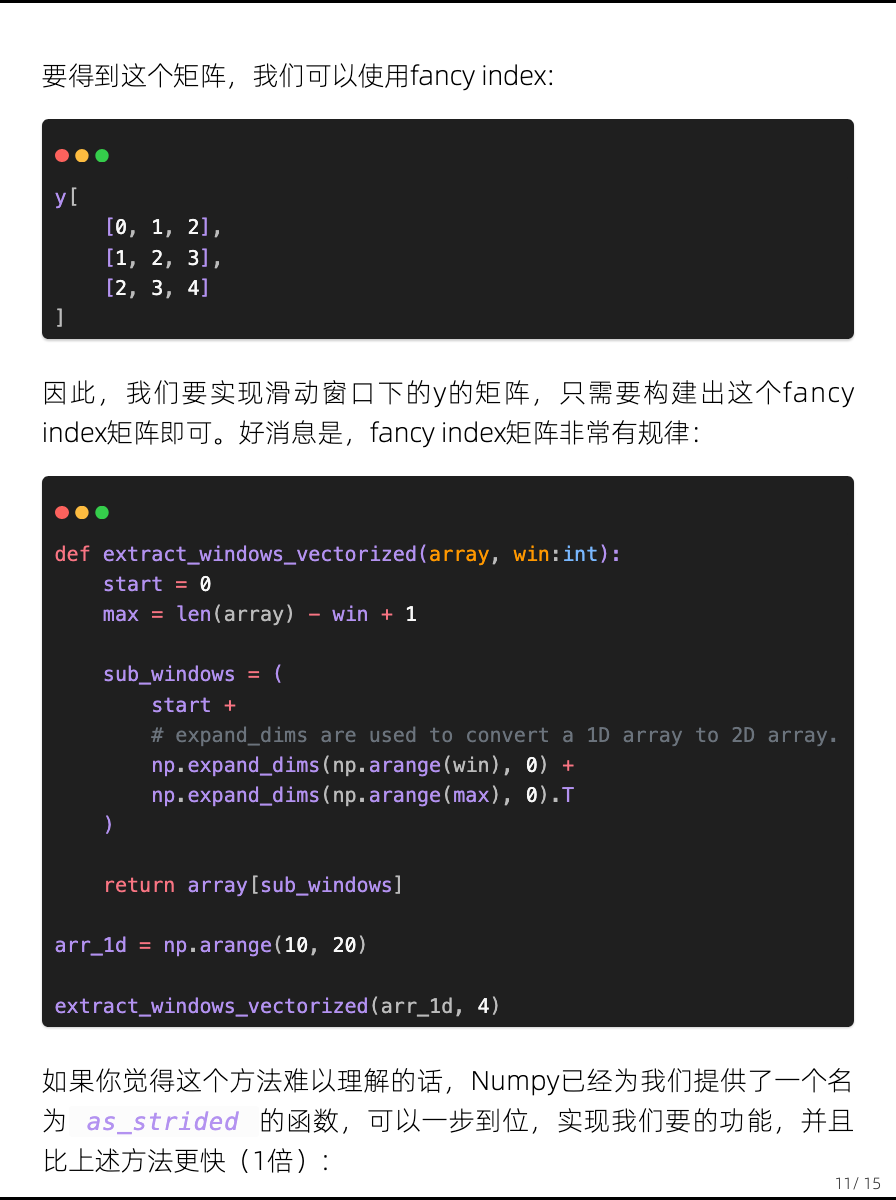 要得到这个矩阵，我们可以使用fancy index:
y[
    [0, 1, 2],
    [1, 2, 3],
    [2, 3, 4]
]
因此，我们要实现滑动窗口下的y的矩阵，只需要构建出这个fancy
index矩阵即可。好消息是，fancy index矩阵非常有规律：
def extract_windows_vectorized(array, win:int):
    start = 0
    max = len(array) - win + 1
    sub_windows = (
        start +
        # expand_dims are used to convert a 1D array to 2D array.
        np.expand_dims(np.arange(win), 0) +
        np.expand_dims(np.arange(max), 0).T
    )
    return array[sub_windows]
arr_1d = np.arange(10, 20)
extract_windows_vectorized(arr_1d, 4)
如果你觉得这个方法难以理解的话，Numpy已经为我们提供了一个名
为 as_strided 的函数，可以一步到位，实现我们要的功能，并且
比上述方法更快（1倍）：
11/ 15